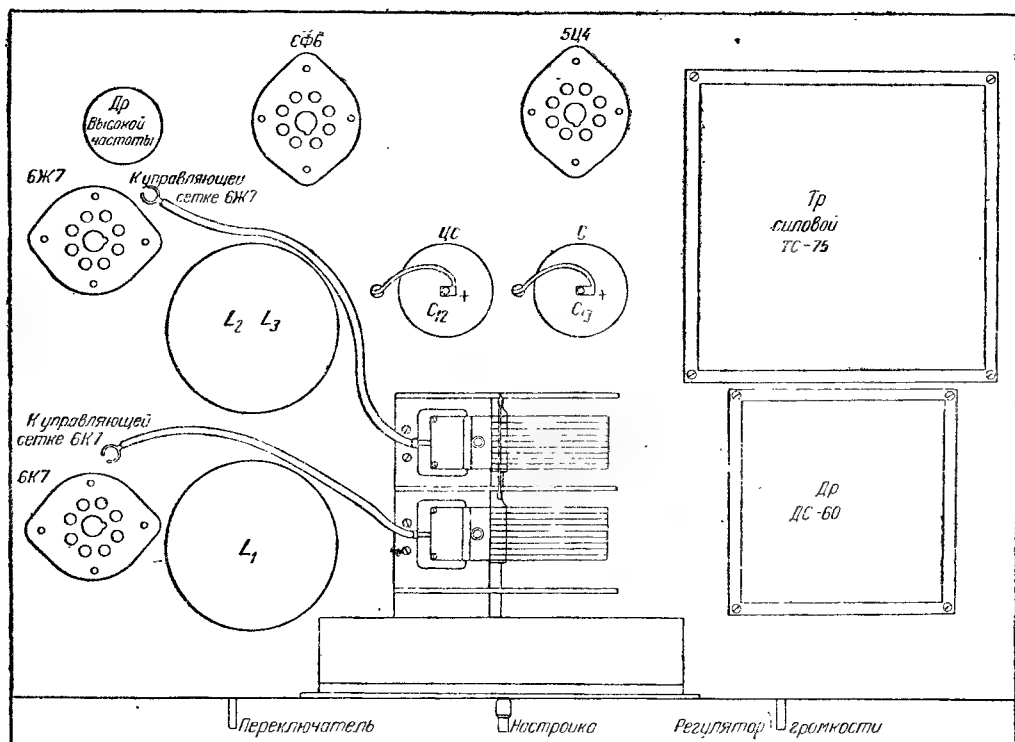 6Ф6
5Ц4
Др
Высокой
частоты
6Ж7
К управляющей
сетке 6Ж7
Тр
силовой
ТС-75
ЦС
С
+
C12
+
C13
L2 L3
К управляющей
сетке 6К7
6К7
L1
Др
ДС-60
Переключатель
Настройка
Регулятор громкости